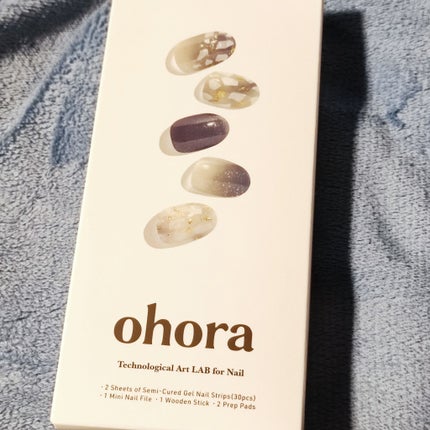 ohora
Technological Art LAB for Nail
・2 Sheets of Semi-Cured Gel Nail Strips(30pcs)
・1 Mini Nail File ・1 Wooden Stick ・2 Prep Pads